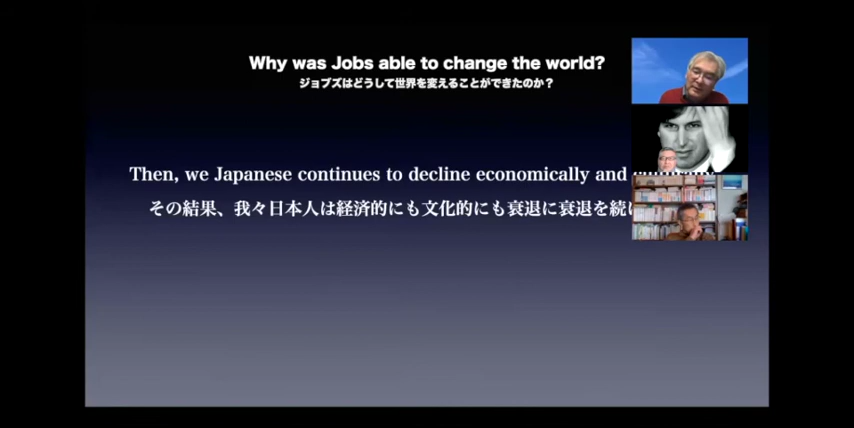 Why was Jobs able to change the world?
ジョブズはどうして世界を変えることができたのか？
Then, we Japanese continues to decline economically and
その結果、我々日本人は経済的にも文化的にも衰退に衰退を続